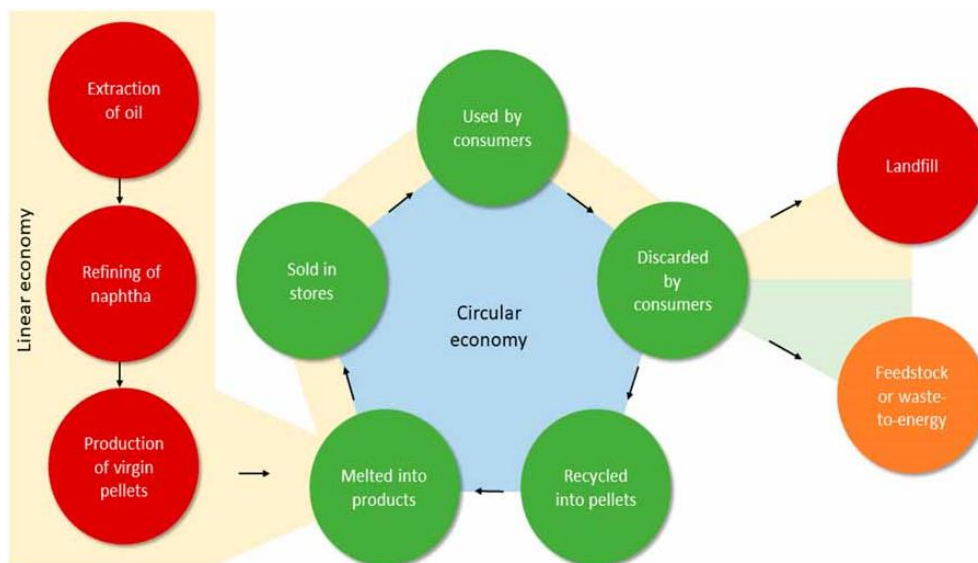 Linear economy
Extraction
of oil
Refining of
naphtha
Production
of virgin
pellets
Used by
consumers
Sold in
stores
Circular
economy
Discarded
by
consumers
Melted into
products
Recycled
into pellets
Landfill
Feedstock
or waste-
to-energy